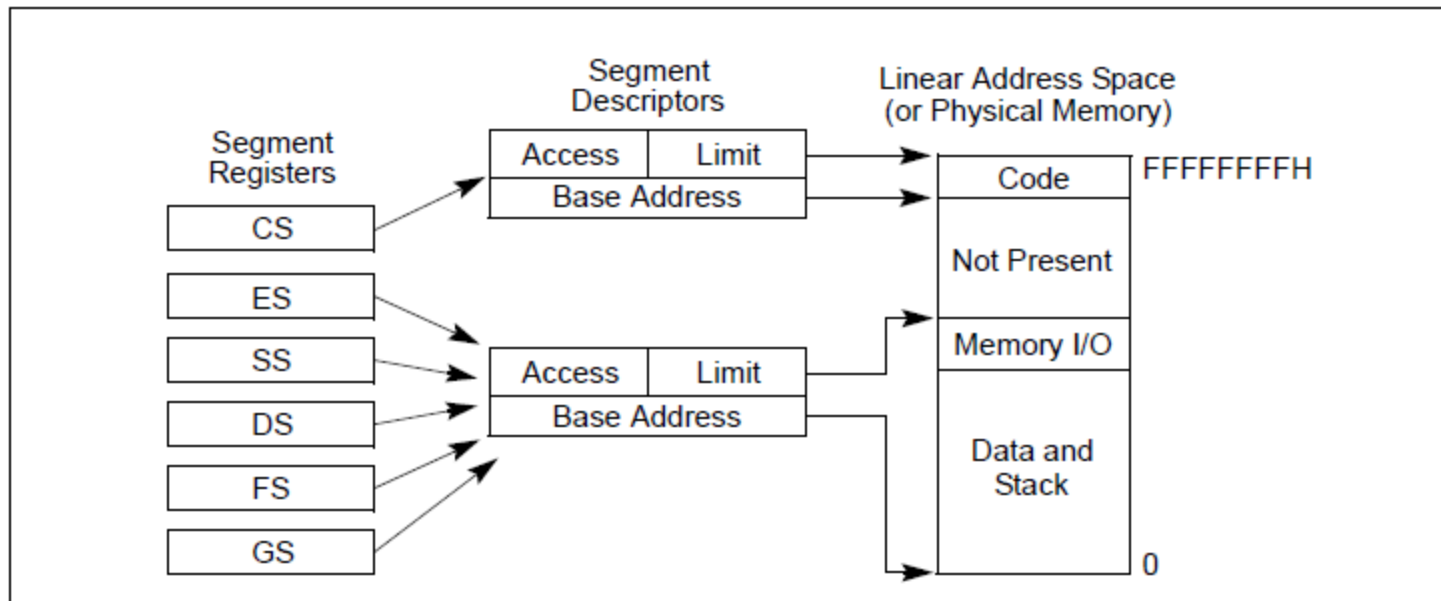 Segment
Registers
CS
ES
SS
DS
FS
GS
Segment
Descriptors
Access
Limit
Base Address
Access
Limit
Base Address
Linear Address Space
(or Physical Memory)
Code
FFFFFFFFH
Not Present
Memory I/O
Data and
Stack
0